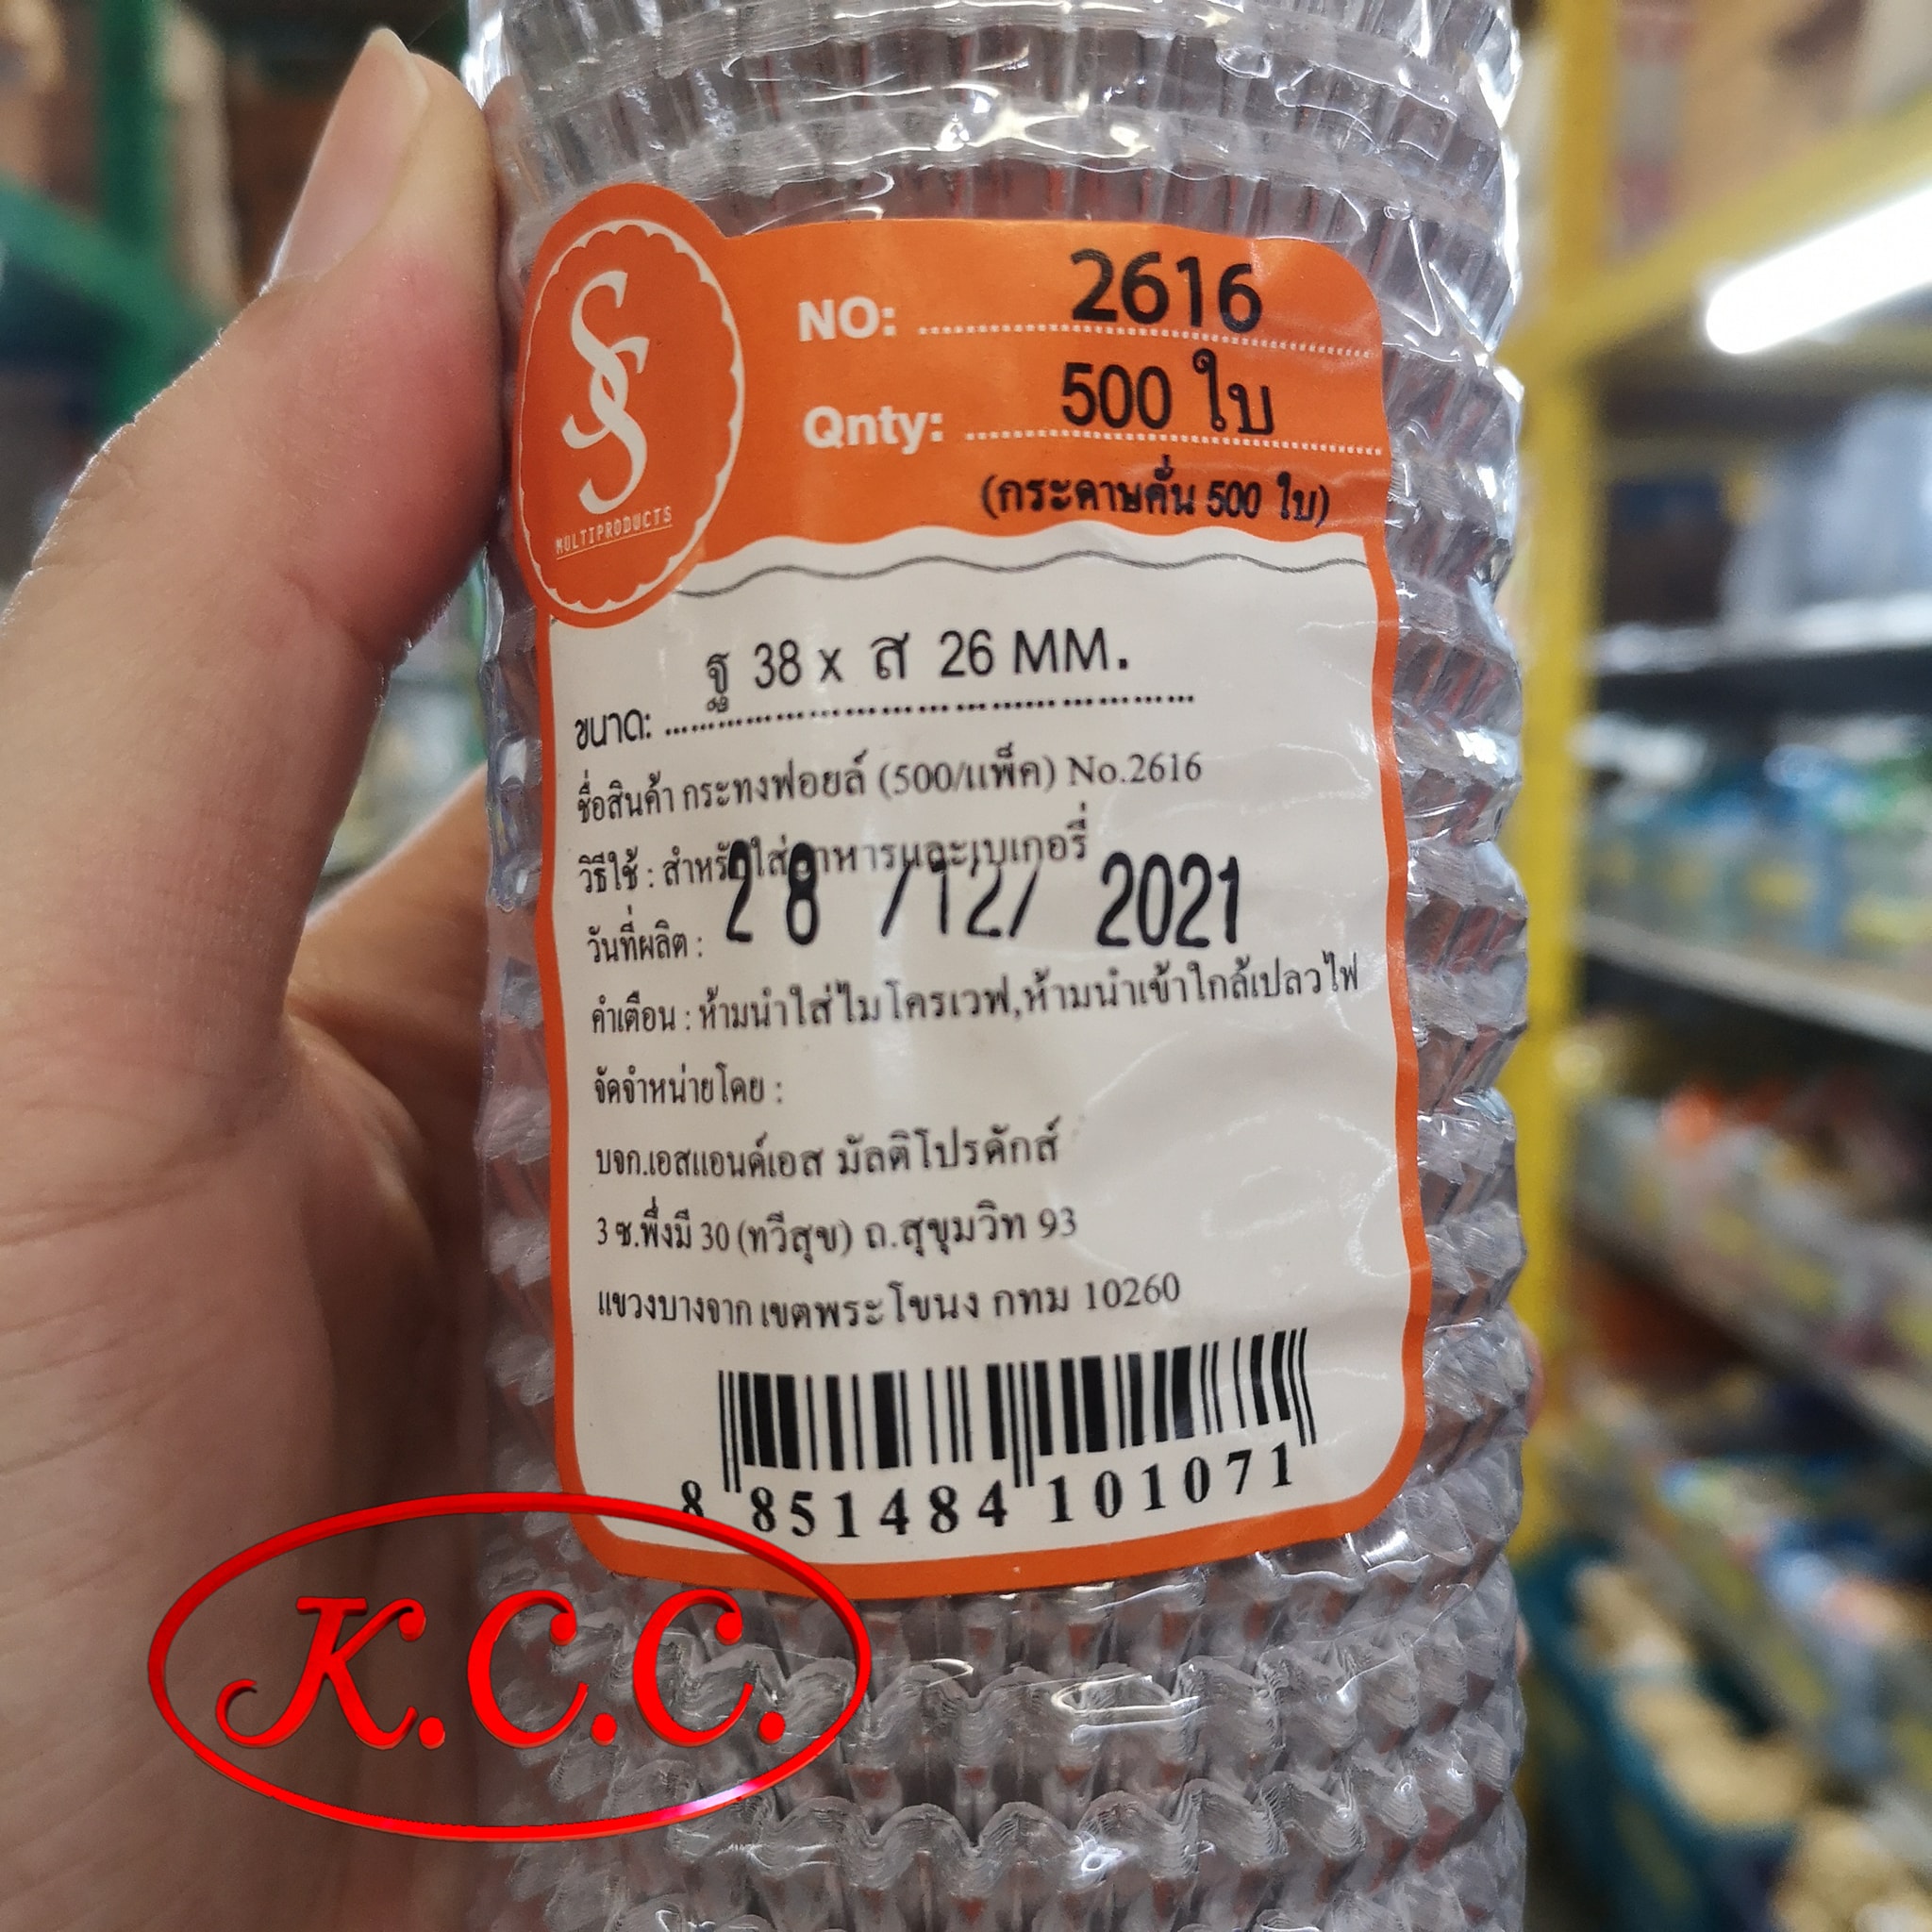 SS
MULTIPRODUCTS
NO: 2616
Qnty: 500 ใบ
(กระดาษคั่น 500 ใบ)
ขนาด: ฐ 38 x ส 26 MM.
ชื่อสินค้า กระทงฟอยล์ (500/แพ็ค) No.2616
วิธีใช้ : สำหรับใส่อาหารและเบเกอรี่
วันที่ผลิต : 28 /12/ 2021
คำเตือน : ห้ามนำใส่ไมโครเวฟ,ห้ามนำเข้าใกล้เปลวไฟ
จัดจำหน่ายโดย :
บจก.เอสแอนด์เอส มัลติโปรดักส์
3 ซ.พึ่งมี 30 (ทวีสุข) ถ.สุขุมวิท 93
แขวงบางจาก เขตพระโขนง กทม 10260
8 851484 101071
K.C.C.